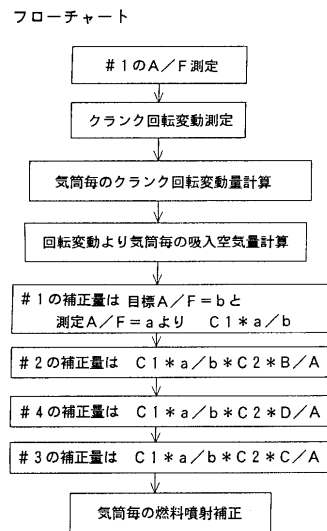 フローチャート
#1のA/F測定
クランク回転変動測定
気筒毎のクランク回転変動量計算
回転変動より気筒毎の吸入空気量計算
#1の補正量は 目標A/F=bと
測定A/F=aより C1*a/b
#2の補正量は C1*a/b*C2*B/A
#4の補正量は C1*a/b*C2*D/A
#3の補正量は C1*a/b*C2*C/A
気筒毎の燃料噴射補正